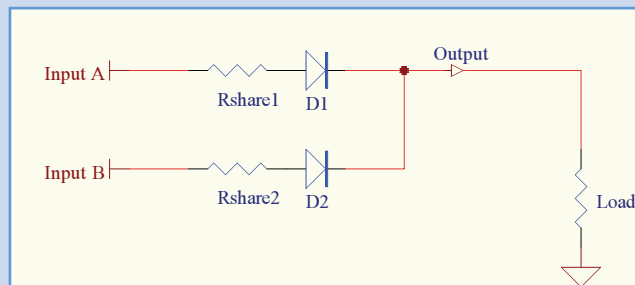 Output
Input A
Rshare1
D1
Input B
Rshare2
D2
Load